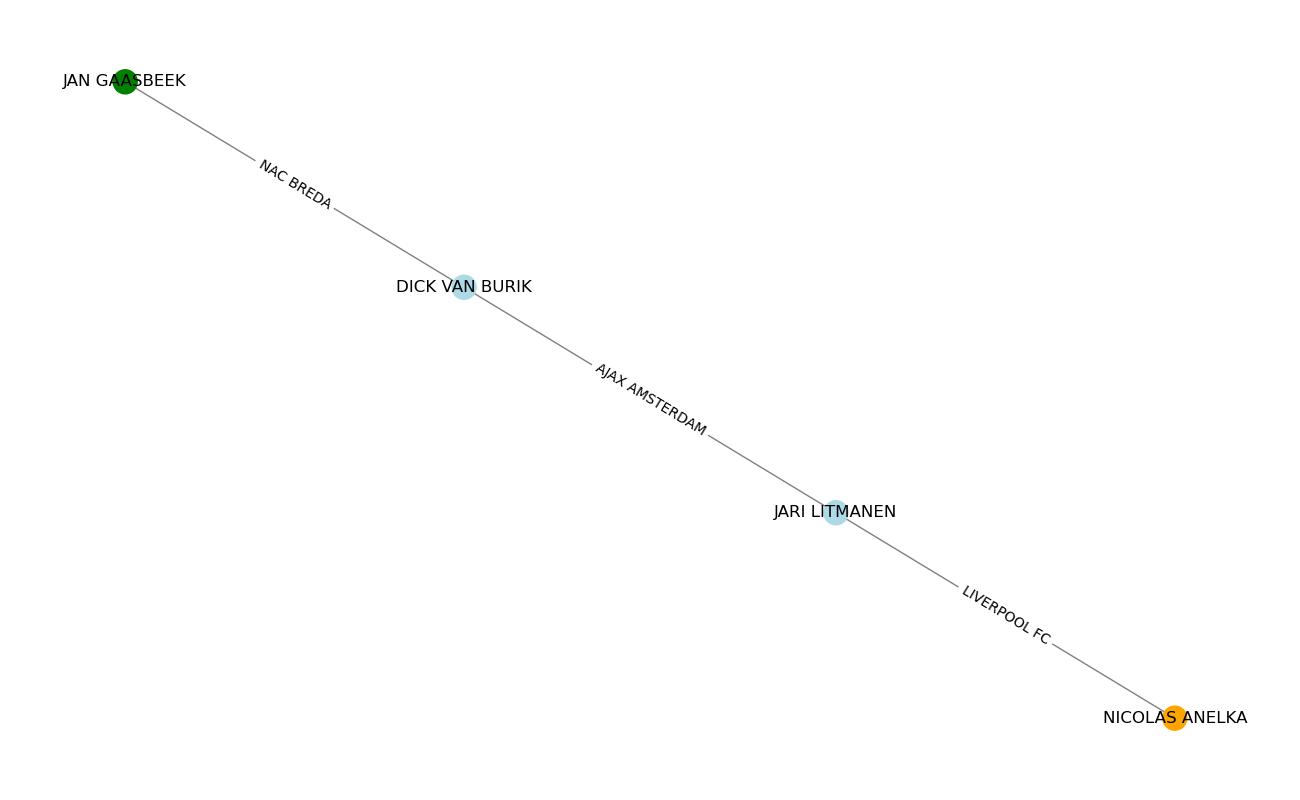 JAN GAASBEEK
NAC BREDA
DICK VAN BURIK
AJAX AMSTERDAM
JARI LITMANEN
LIVERPOOL FC
NICOLAS ANELKA